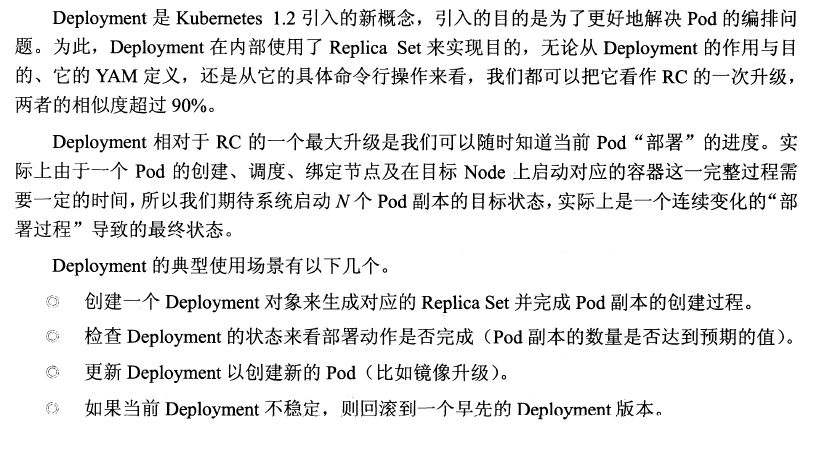 Deployment 是 Kubernetes 1.2 引入的新概念，引入的目的是为了更好地解决 Pod 的编排问
题。为此，Deployment 在内部使用了 Replica Set 来实现目的，无论从 Deployment 的作用与目
的、它的 YAM 定义，还是从它的具体命令行操作来看，我们都可以把它看作 RC 的一次升级，
两者的相似度超过 90%。
Deployment 相对于 RC 的一个最大升级是我们可以随时知道当前 Pod“部署”的进度。实
际上由于一个 Pod 的创建、调度、绑定节点及在目标 Node 上启动对应的容器这一完整过程需
要一定的时间，所以我们期待系统启动 N 个 Pod 副本的目标状态，实际上是一个连续变化的“部
署过程”导致的最终状态。
Deployment 的典型使用场景有以下几个。
创建一个 Deployment 对象来生成对应的 Replica Set 并完成 Pod 副本的创建过程。
检查 Deployment 的状态来看部署动作是否完成（Pod 副本的数量是否达到预期的值）。
更新 Deployment 以创建新的 Pod（比如镜像升级）。
如果当前 Deployment 不稳定，则回滚到一个早先的 Deployment 版本。